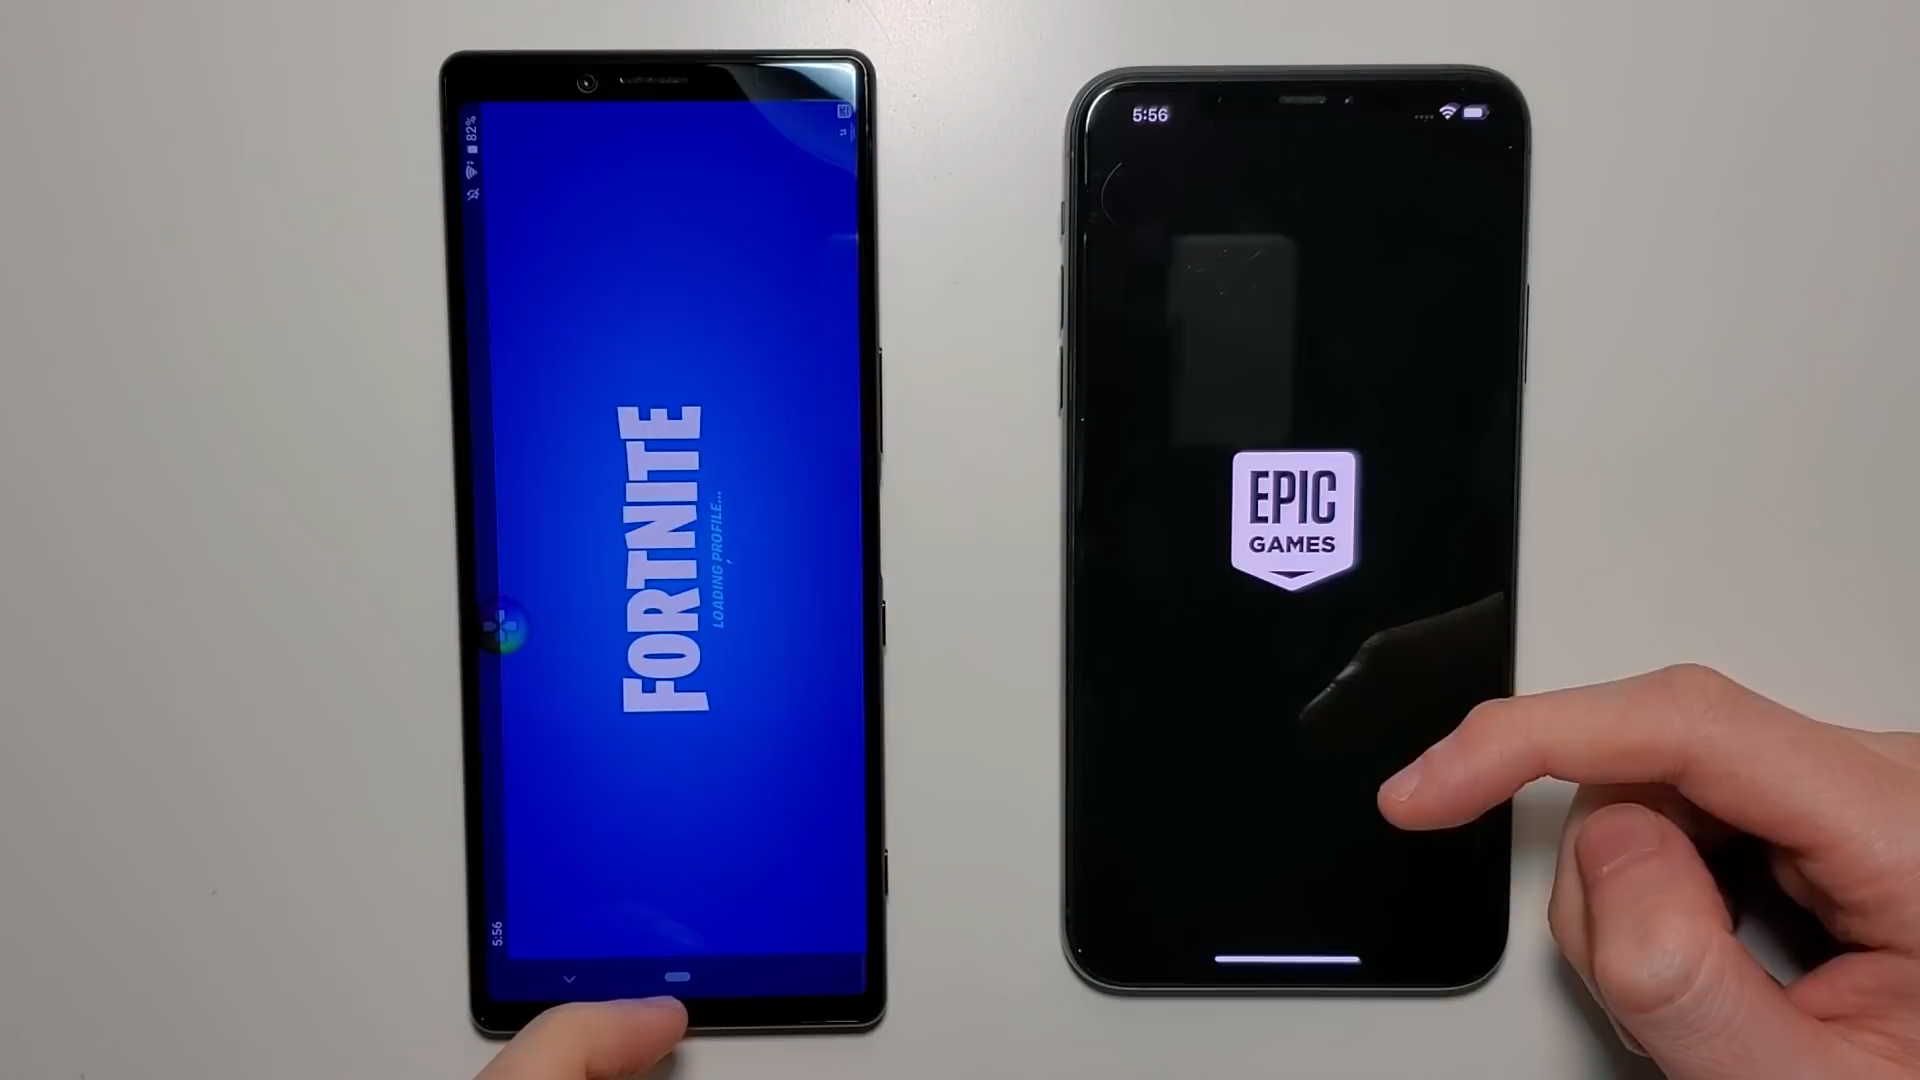 82%
FORTNITE
LOADING PROFILE...
5:56
5:56
EPIC
GAMES